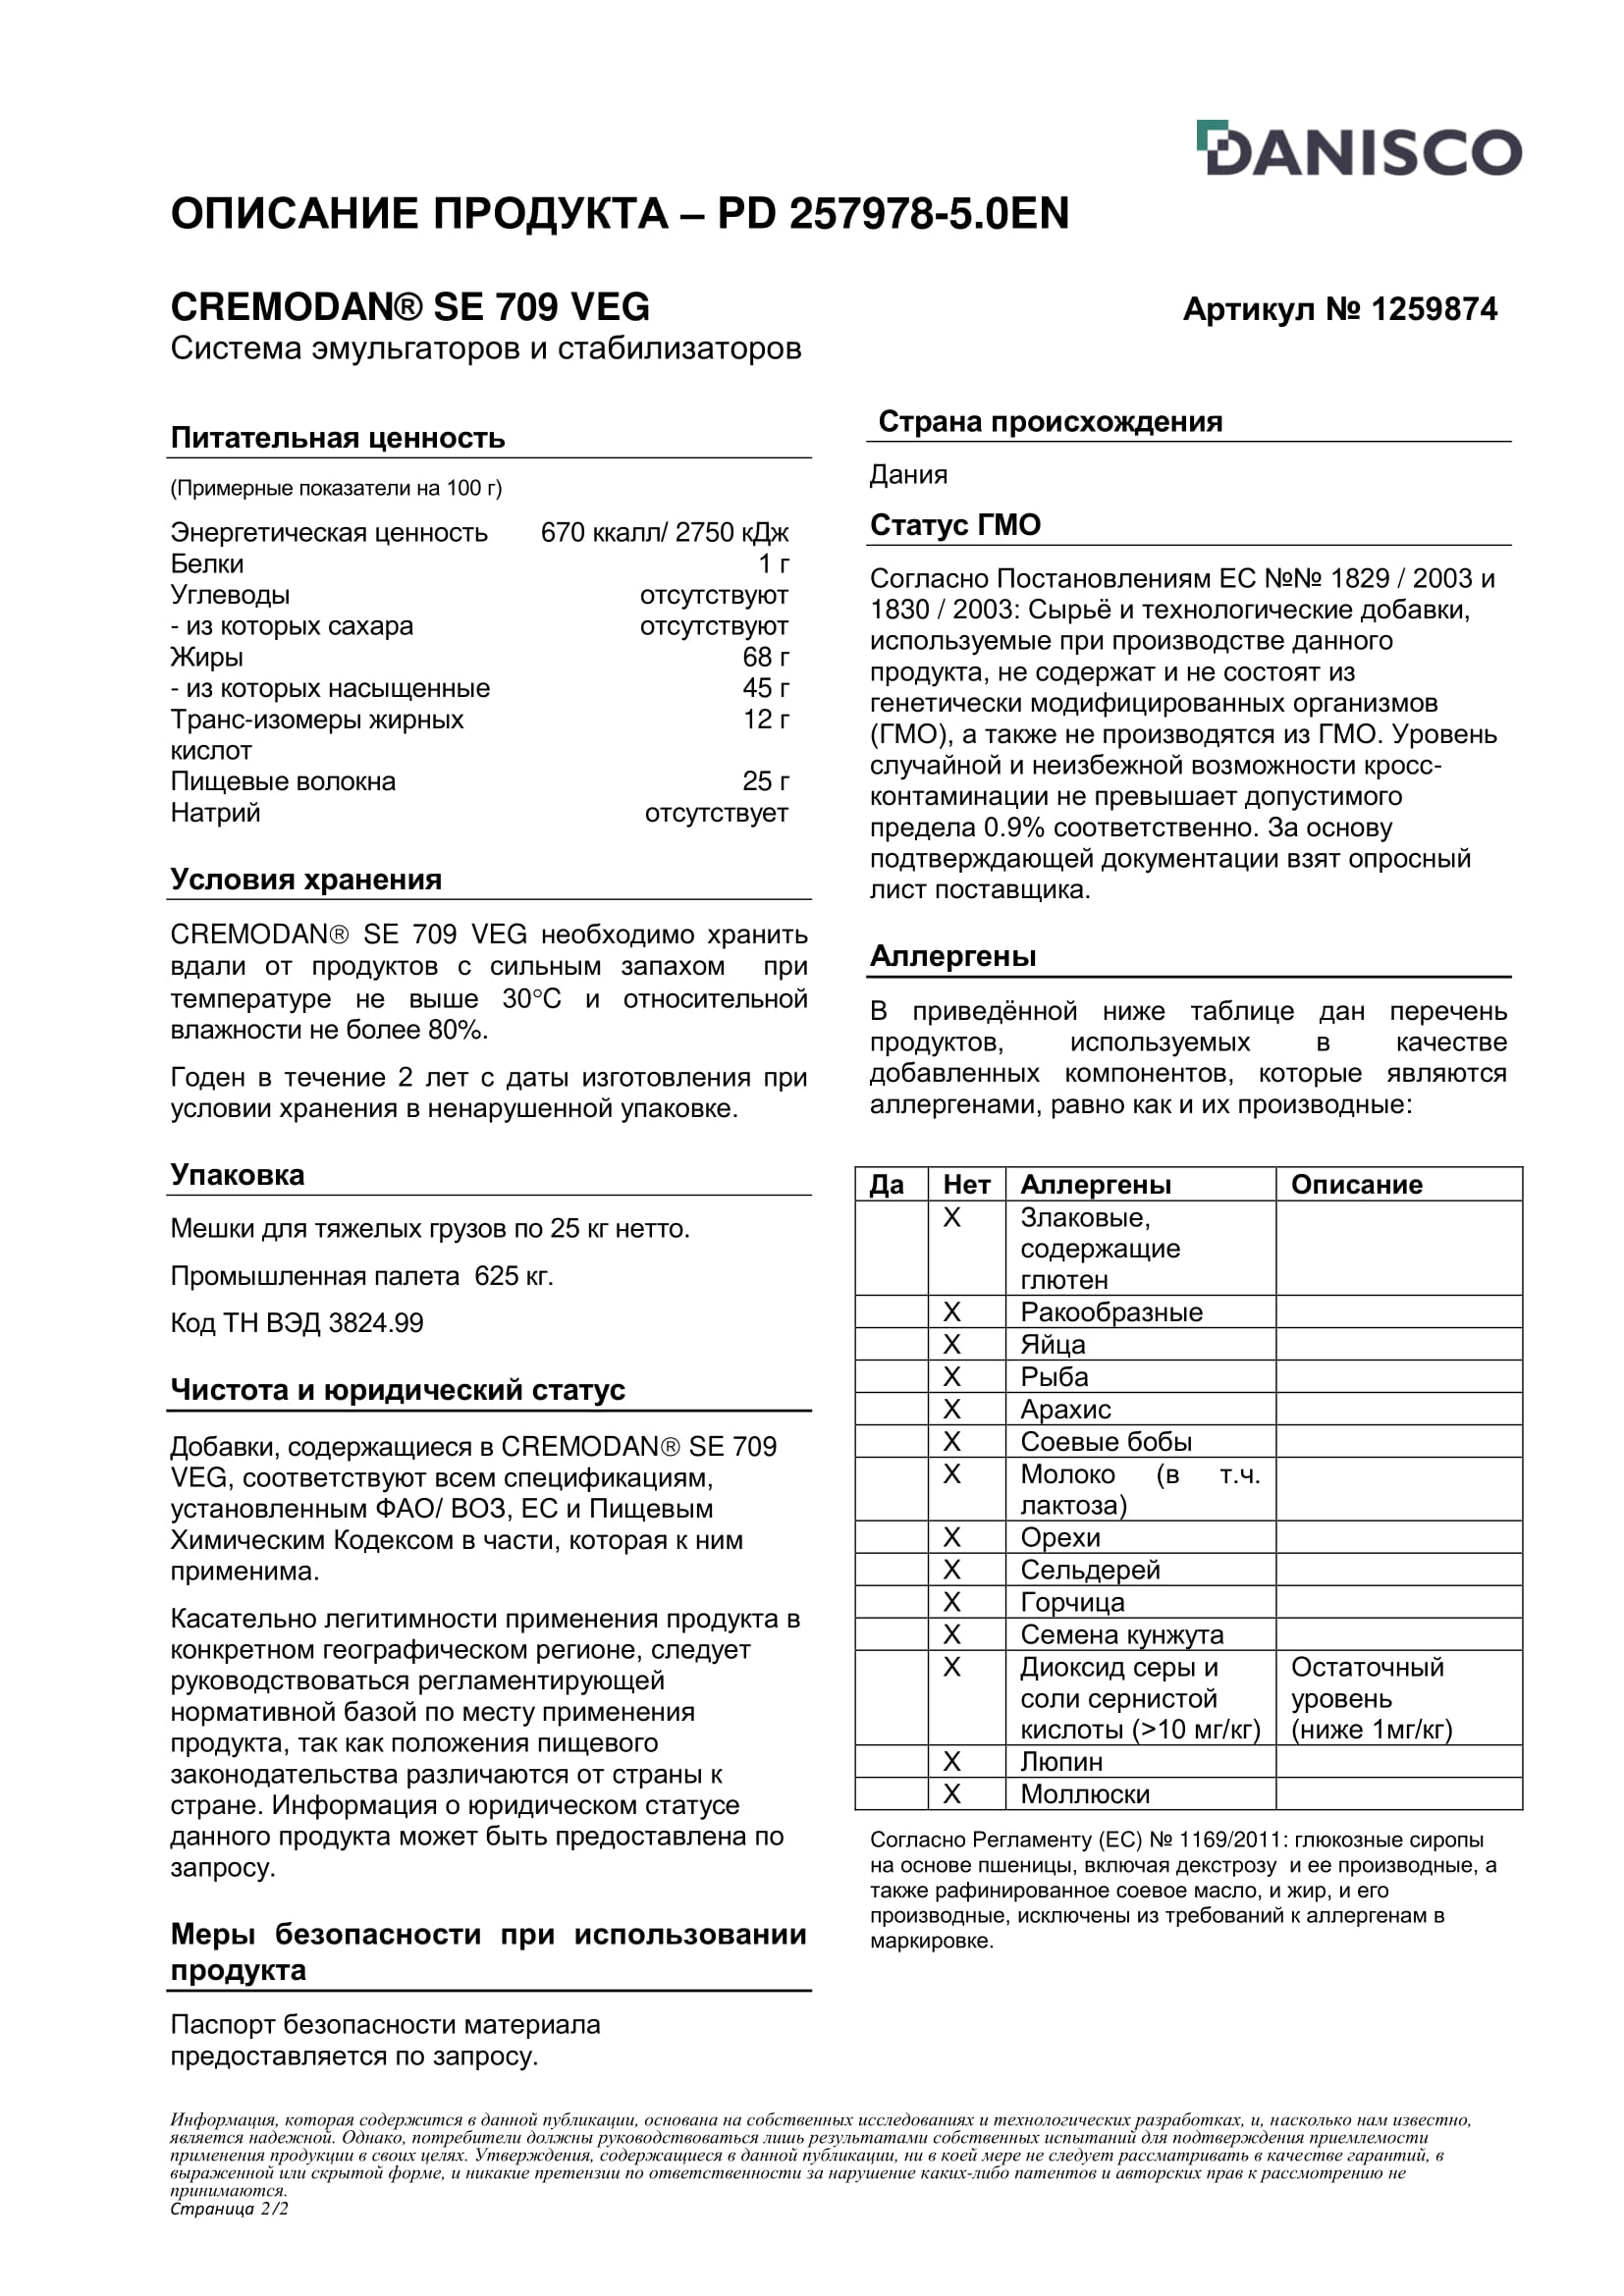 DANISCO
ОПИСАНИЕ ПРОДУКТА – PD 257978-5.0EN
CREMODAN® SE 709 VEG
Артикул № 1259874
Система эмульгаторов и стабилизаторов
Питательная ценность
(Примерные показатели на 100 г)
Энергетическая ценность 670 ккалл/ 2750 кДж
Белки 1 г
Углеводы отсутствуют
- из которых сахара отсутствуют
Жиры 68 г
- из которых насыщенные 45 г
Транс-изомеры жирных 12 г
кислот
Пищевые волокна 25 г
Натрий отсутствует
Условия хранения
CREMODAN® SE 709 VEG необходимо хранить
вдали от продуктов с сильным запахом при
температуре не выше 30°C и относительной
влажности не более 80%.
Годен в течение 2 лет с даты изготовления при
условии хранения в ненарушенной упаковке.
Упаковка
Мешки для тяжелых грузов по 25 кг нетто.
Промышленная палета 625 кг.
Код ТН ВЭД 3824.99
Чистота и юридический статус
Добавки, содержащиеся в CREMODAN® SE 709
VEG, соответствуют всем спецификациям,
установленным ФАО/ ВОЗ, ЕС и Пищевым
Химическим Кодексом в части, которая к ним
применима.
Касательно легитимности применения продукта в
конкретном географическом регионе, следует
руководствоваться регламентирующей
нормативной базой по месту применения
продукта, так как положения пищевого
законодательства различаются от страны к
стране. Информация о юридическом статусе
данного продукта может быть предоставлена по
запросу.
Меры безопасности при использовании
продукта
Паспорт безопасности материала
предоставляется по запросу.
Страна происхождения
Дания
Статус ГМО
Согласно Постановлениям ЕС №№ 1829 / 2003 и
1830 / 2003: Сырьё и технологические добавки,
используемые при производстве данного
продукта, не содержат и не состоят из
генетически модифицированных организмов
(ГМО), а также не производятся из ГМО. Уровень
случайной и неизбежной возможности кросс-
контаминации не превышает допустимого
предела 0.9% соответственно. За основу
подтверждающей документации взят опросный
лист поставщика.
Аллергены
В приведённой ниже таблице дан перечень
продуктов, используемых в качестве
добавленных компонентов, которые являются
аллергенами, равно как и их производные:
Да Нет Аллергены Описание
X Злаковые,
содержащие
глютен
X Ракообразные
X Яйца
X Рыба
X Арахис
X Соевые бобы
X Молоко (в т.ч.
лактоза)
X Орехи
X Сельдерей
X Горчица
X Семена кунжута
X Диоксид серы и Остаточный
соли сернистой уровень
кислоты (>10 мг/кг) (ниже 1мг/кг)
X Люпин
X Моллюски
Согласно Регламенту (ЕС) № 1169/2011: глюкозные сиропы
на основе пшеницы, включая декстрозу и ее производные, а
также рафинированное соевое масло, и жир, и его
производные, исключены из требований к аллергенам в
маркировке.
Информация, которая содержится в данной публикации, основана на собственных исследованиях и технологических разработках, и, насколько нам известно,
является надежной. Однако, потребители должны руководствоваться лишь результатами собственных испытаний для подтверждения приемлемости
применения продукции в своих целях. Утверждения, содержащиеся в данной публикации, ни в коей мере не следует рассматривать в качестве гарантий, в
выраженной или скрытой форме, и никакие претензии по ответственности за нарушение каких-либо патентов и авторских прав к рассмотрению не
принимаются.
Страница 2/2